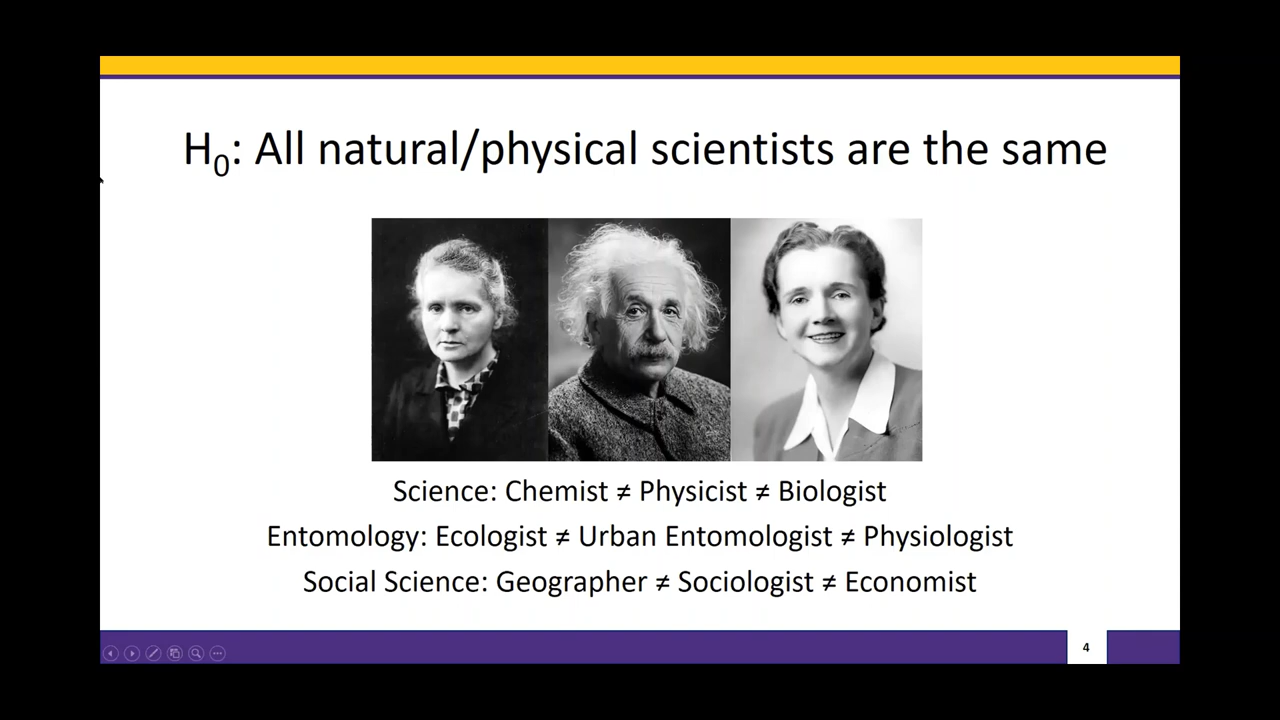 H₀: All natural/physical scientists are the same
Science: Chemist ≠ Physicist ≠ Biologist
Entomology: Ecologist ≠ Urban Entomologist ≠ Physiologist
Social Science: Geographer ≠ Sociologist ≠ Economist
4